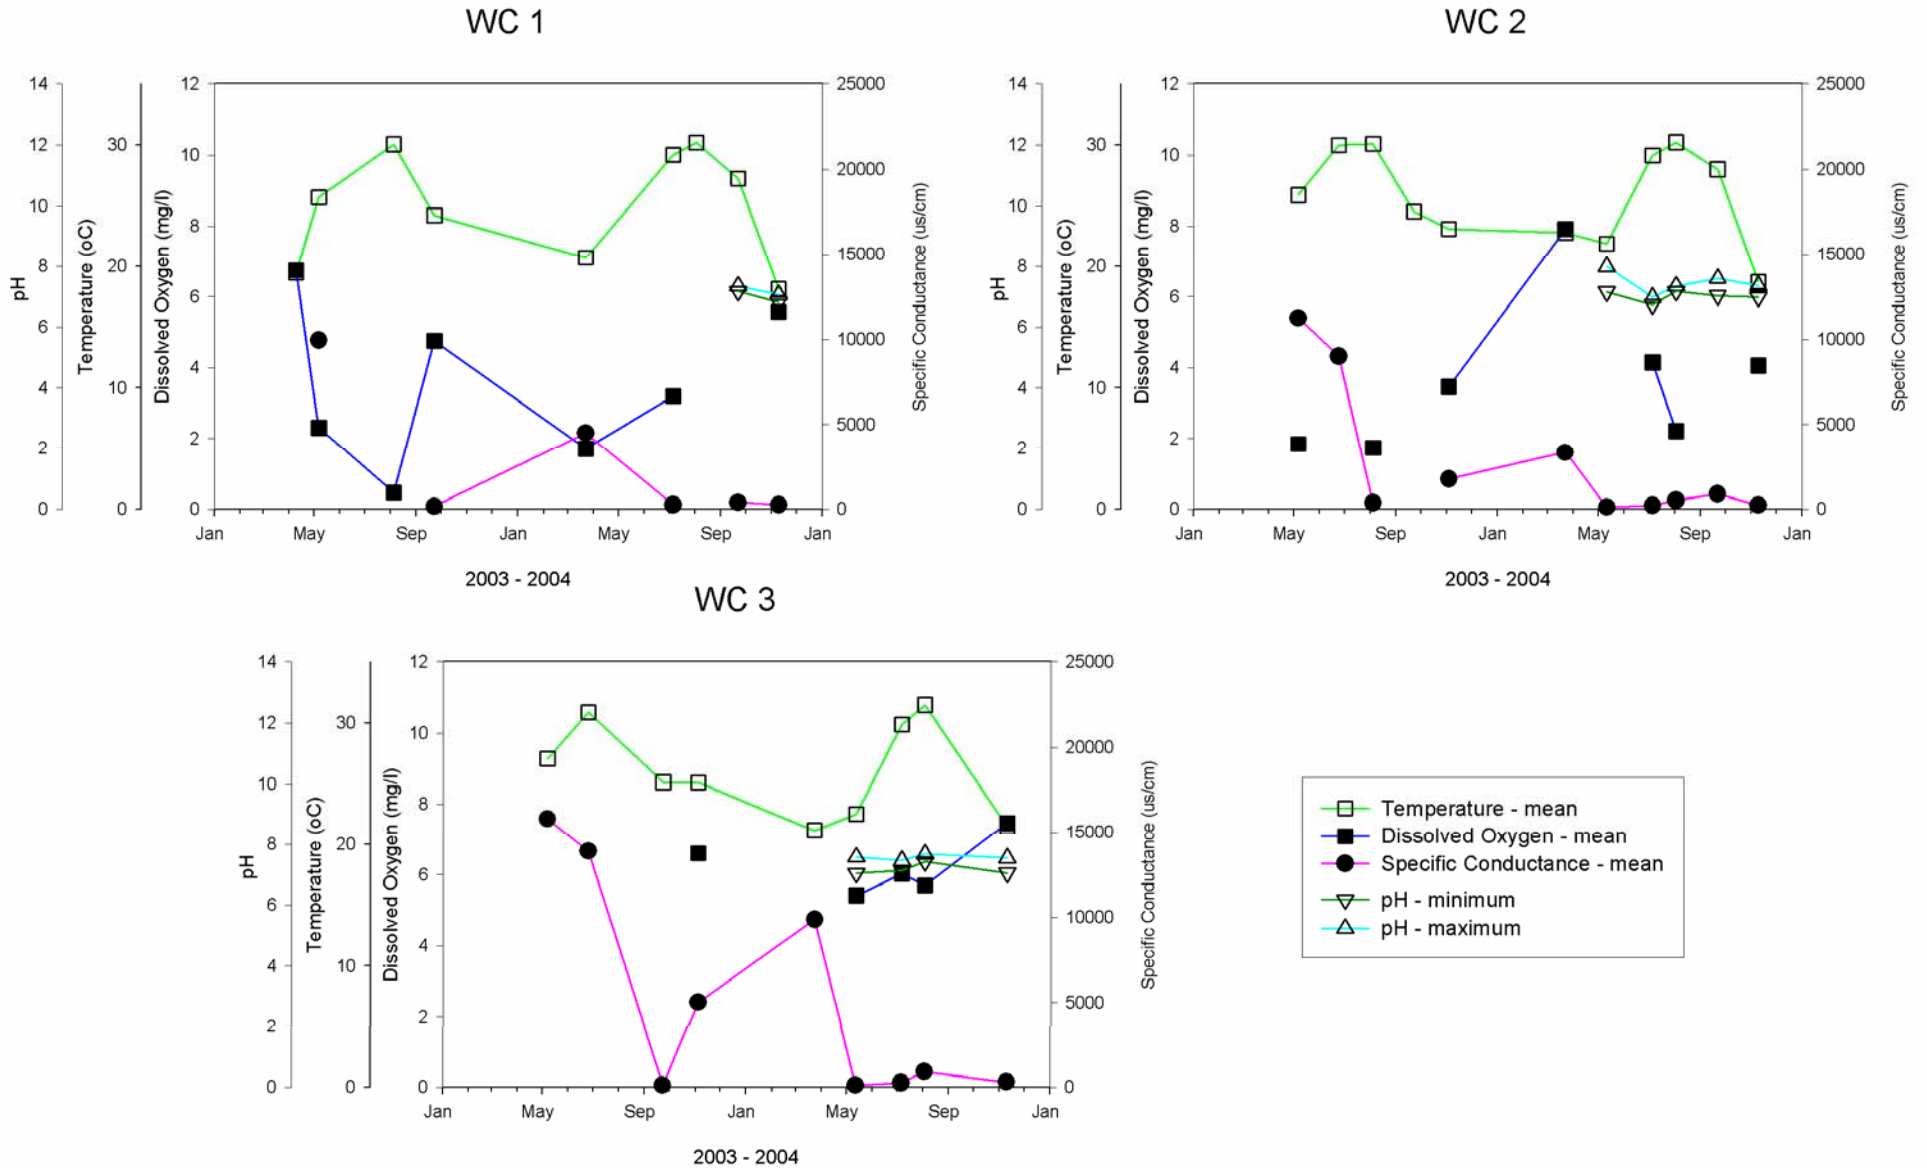 WC 1
14
12
10
8
6
4
2
0
pH
30
20
10
0
Temperature (oC)
12
10
8
6
4
2
0
Dissolved Oxygen (mg/l)
25000
20000
15000
10000
5000
0
Specific Conductance (us/cm)
Jan May Sep Jan May Sep Jan
2003 - 2004
WC 2
14
12
10
8
6
4
2
0
pH
30
20
10
0
Temperature (oC)
12
10
8
6
4
2
0
Dissolved Oxygen (mg/l)
25000
20000
15000
10000
5000
0
Specific Conductance (us/cm)
Jan May Sep Jan May Sep Jan
2003 - 2004
WC 3
14
12
10
8
6
4
2
0
pH
30
20
10
0
Temperature (oC)
12
10
8
6
4
2
0
Dissolved Oxygen (mg/l)
25000
20000
15000
10000
5000
0
Specific Conductance (us/cm)
Jan May Sep Jan May Sep Jan
2003 - 2004
Temperature - mean
Dissolved Oxygen - mean
Specific Conductance - mean
pH - minimum
pH - maximum